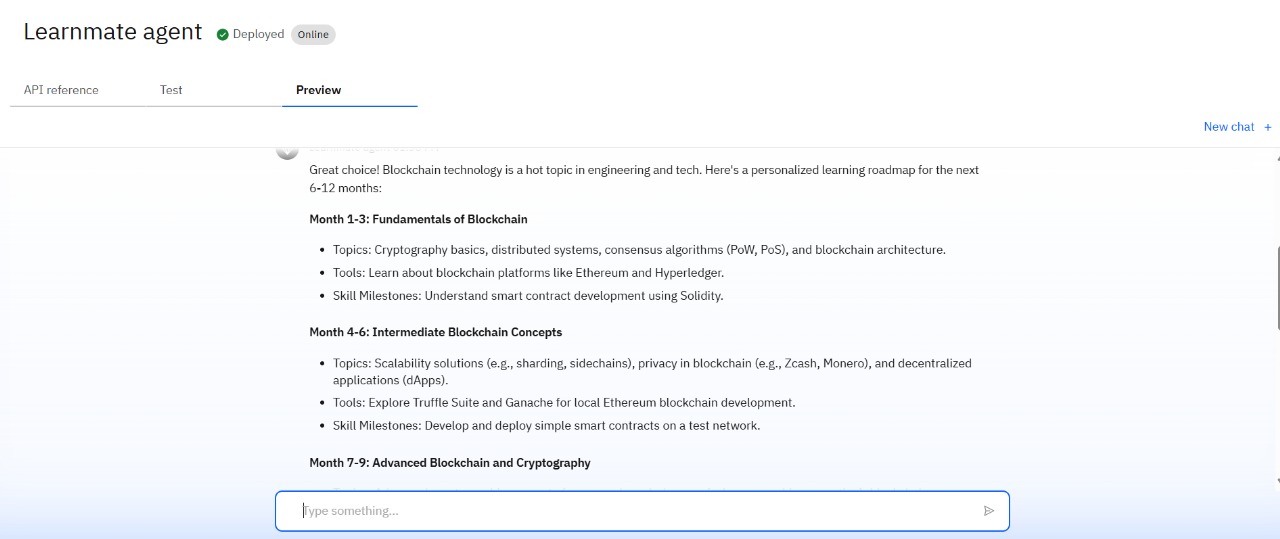 Learnmate agent Deployed Online
API reference Test Preview
New chat +
Great choice! Blockchain technology is a hot topic in engineering and tech. Here's a personalized learning roadmap for the next
6-12 months:
Month 1-3: Fundamentals of Blockchain
• Topics: Cryptography basics, distributed systems, consensus algorithms (PoW, PoS), and blockchain architecture.
• Tools: Learn about blockchain platforms like Ethereum and Hyperledger.
• Skill Milestones: Understand smart contract development using Solidity.
Month 4-6: Intermediate Blockchain Concepts
• Topics: Scalability solutions (e.g., sharding, sidechains), privacy in blockchain (e.g., Zcash, Monero), and decentralized
applications (dApps).
• Tools: Explore Truffle Suite and Ganache for local Ethereum blockchain development.
• Skill Milestones: Develop and deploy simple smart contracts on a test network.
Month 7-9: Advanced Blockchain and Cryptography
Type something...